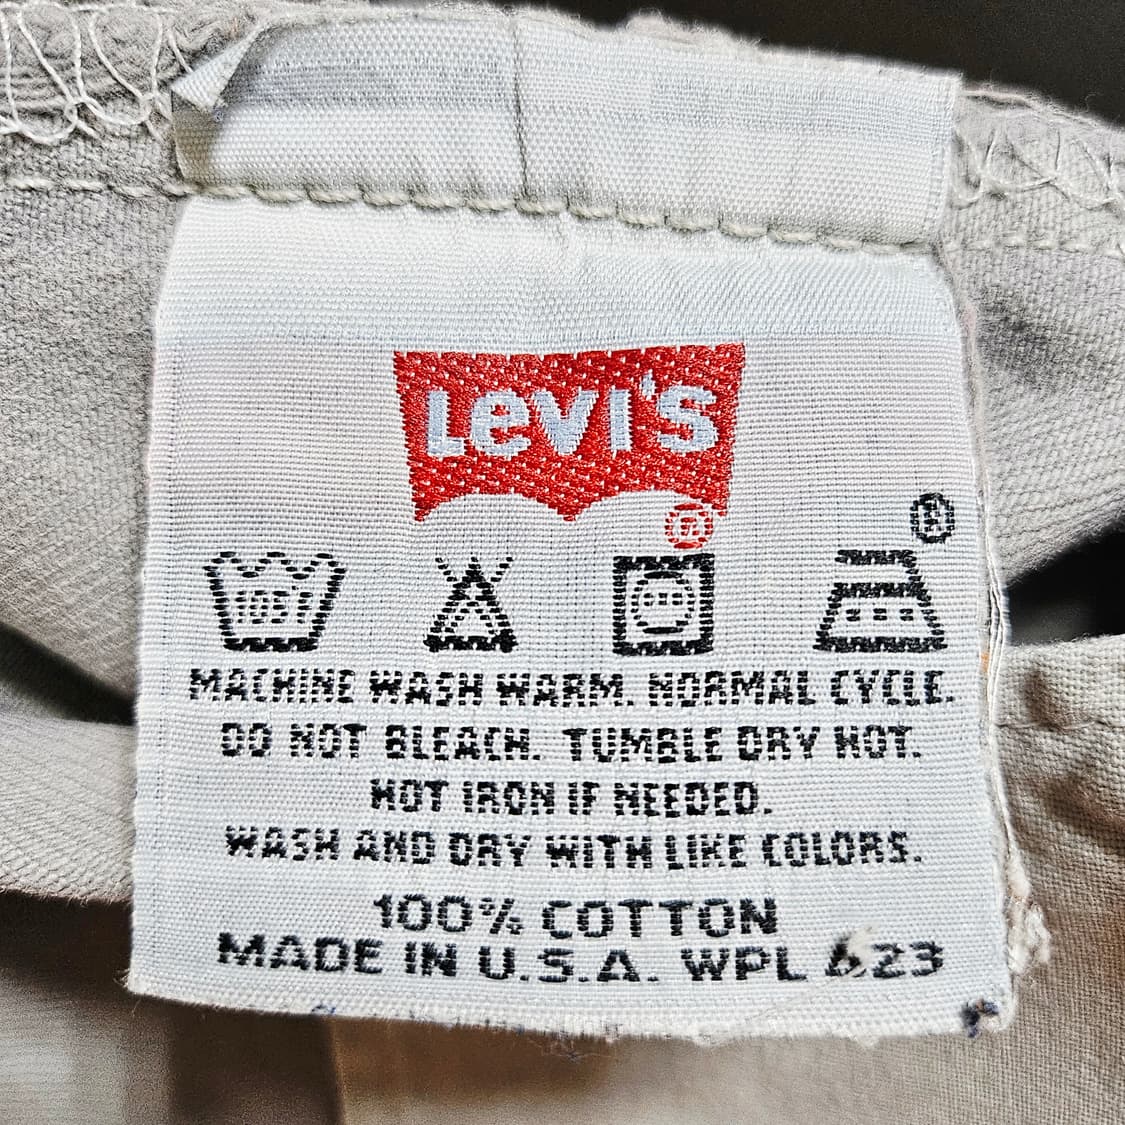 Levi's
®
®
105F
MACHINE WASH WARM. NORMAL CYCLE.
DO NOT BLEACH. TUMBLE DRY HOT.
HOT IRON IF NEEDED.
WASH AND DRY WITH LIKE COLORS.
100% COTTON
MADE IN U.S.A. WPL 423